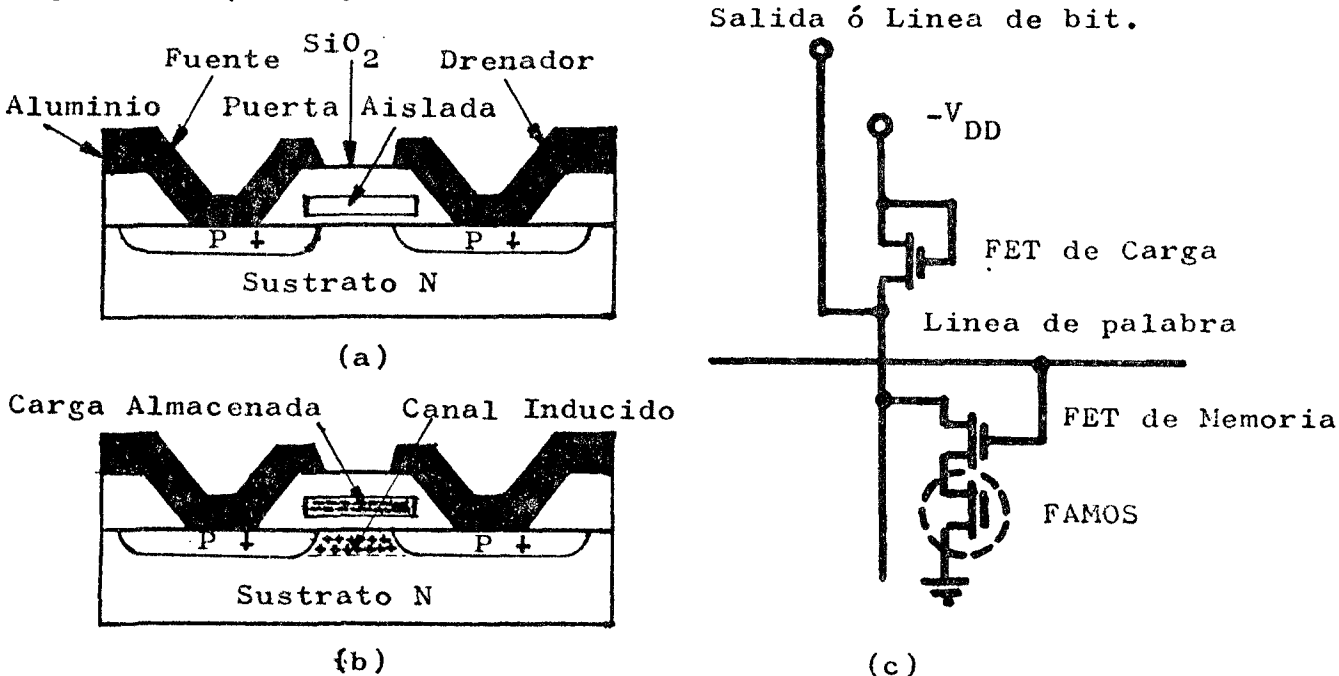 Salida ó Linea de bit.
SiO2
Fuente
Drenador
Aluminio
Puerta Aislada
-VDD
P +
P +
FET de Carga
Sustrato N
Linea de palabra
(a)
Carga Almacenada
Canal Inducido
FET de Memoria
FAMOS
P +
P +
Sustrato N
(b)
(c)